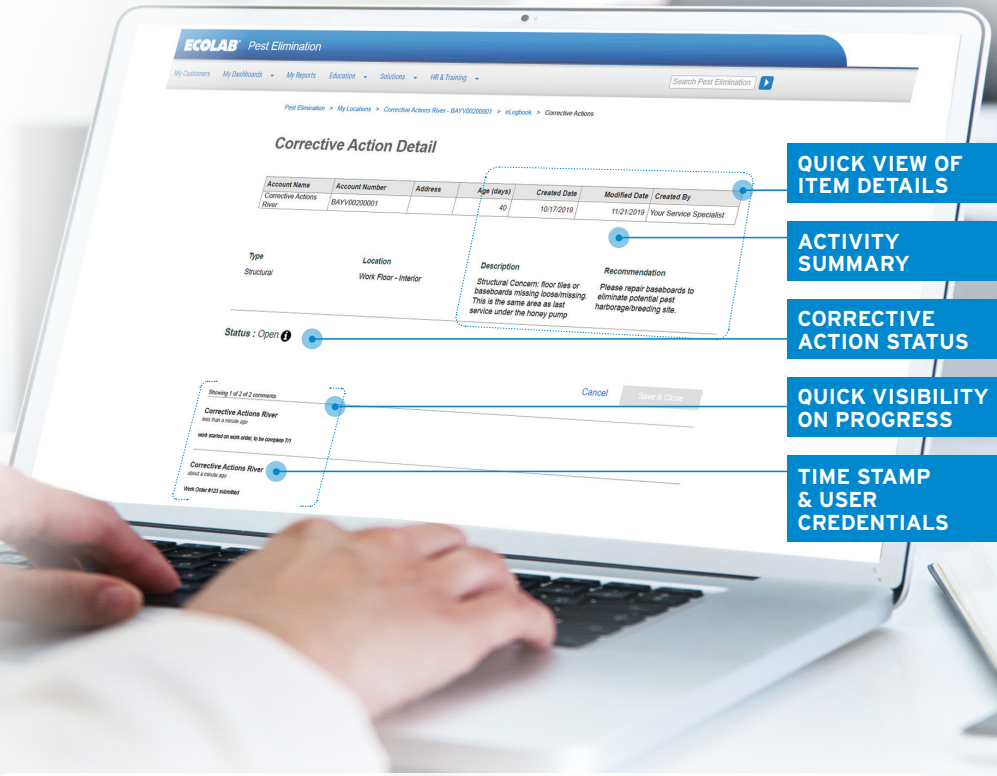 ECOLAB® Pest Elimination
My Customers My Dashboards My Reports Education Solutions HR & Training
Search Pest Elimination
Pest Elimination > My Locations > Corrective Actions River - BAYV00200001 > eLogbook > Corrective Actions
Corrective Action Detail
Account Name Account Number Address Age (days) Created Date Modified Date Created By
Corrective Actions
River
BAYV00200001 40 10/17/2019 11/21/2019 Your Service Specialist
Type
Structural
Location
Work Floor - Interior
Description
Structural Concern: floor tiles or
baseboards missing loose/missing.
This is the same area as last
service under the honey pump
Recommendation
Please repair baseboards to
eliminate potential pest
harborage/breeding site.
Status : Open
Cancel
Save & Close
Showing 1 of 2 of 2 comments
Corrective Actions River
less than a minute ago
work started on work order, to be complete 7/1
Corrective Actions River
about a minute ago
Work Order #123 submitted
QUICK VIEW OF
ITEM DETAILS
ACTIVITY
SUMMARY
CORRECTIVE
ACTION STATUS
QUICK VISIBILITY
ON PROGRESS
TIME STAMP
& USER
CREDENTIALS